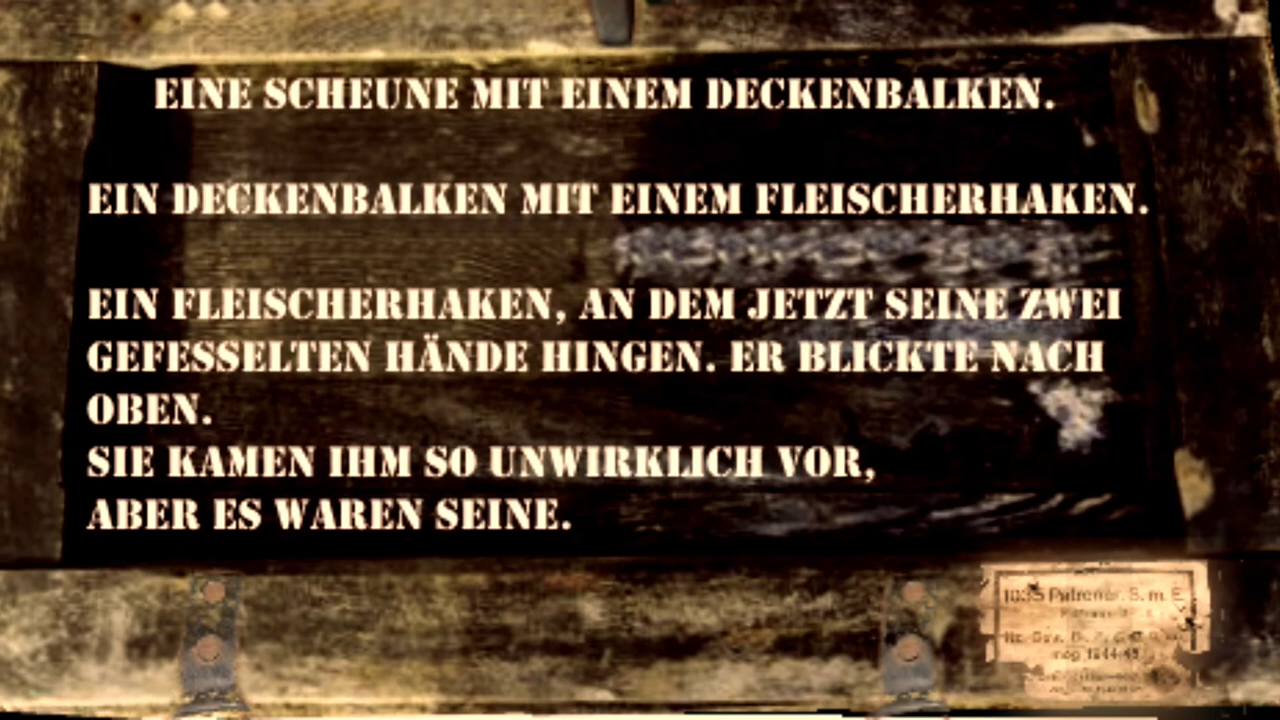 EINE SCHEUNE MIT EINEM DECKENBALKEN.
EIN DECKENBALKEN MIT EINEM FLEISCHERHAKEN.
EIN FLEISCHERHAKEN, AN DEM JETZT SEINE ZWEI
GEFESSELTEN HÄNDE HINGEN. ER BLICKTE NACH
OBEN.
SIE KAMEN IHM SO UNWIRKLICH VOR,
ABER ES WAREN SEINE.